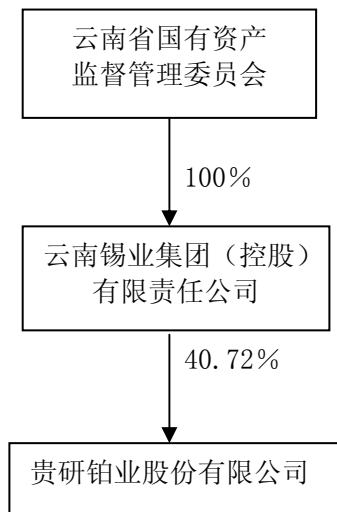 云南省国有资产
监督管理委员会
100％
云南锡业集团（控股）
有限责任公司
40.72％
贵研铂业股份有限公司